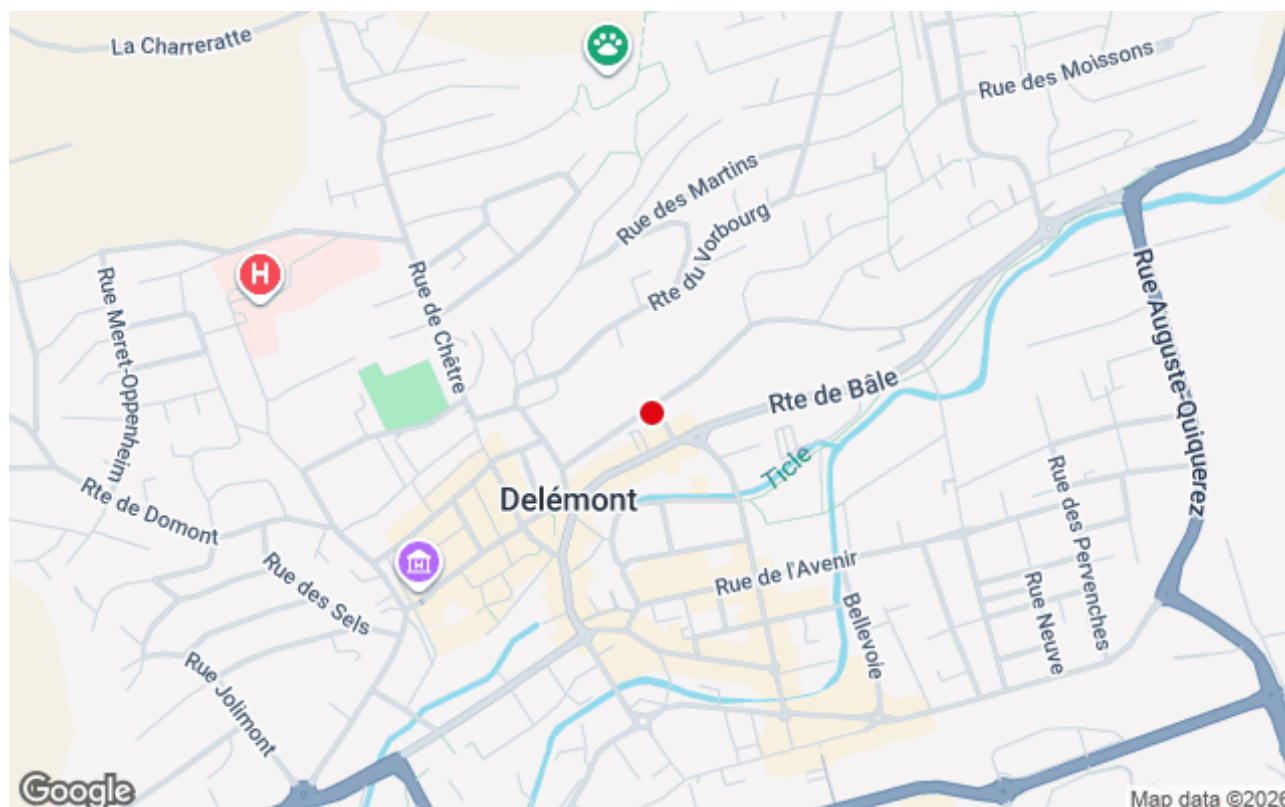 La Charreratte
Rue des Moissons
Rue des Martins
Rte du Vorbourg
H
Rue de Chêtre
Rue Meret-Oppenheim
Rue Auguste-Quiquerez
Rte de Bâle
Ticle
Delémont
Rte de Domont
Rue des Pervenches
Rue de l'Avenir
Rue des Sels
Rue Neuve
Bellevoie
Rue Jolimont
Google
Map data ©2026